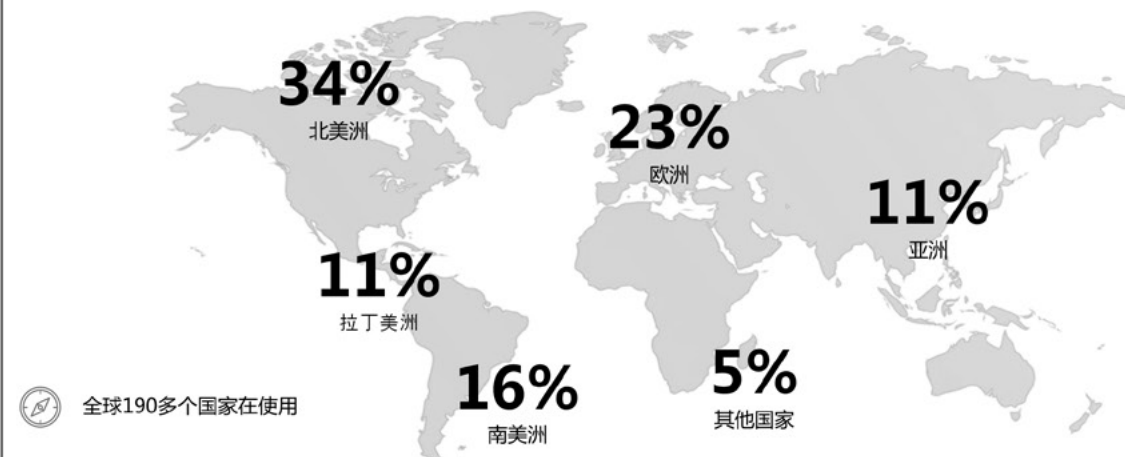 34%
北美洲
23%
欧洲
11%
亚洲
11%
拉丁美洲
16%
南美洲
5%
其他国家
全球190多个国家在使用